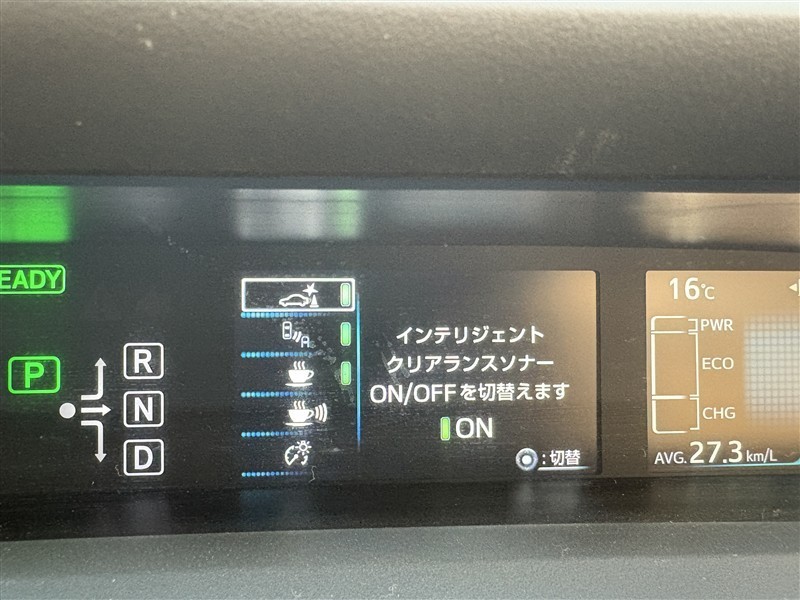 EADY
P
R
N
D
インテリジェント
クリアランスソナー
ON/OFFを切替えます
ON
:切替
16℃
PWR
ECO
CHG
AVG.27.3km/L